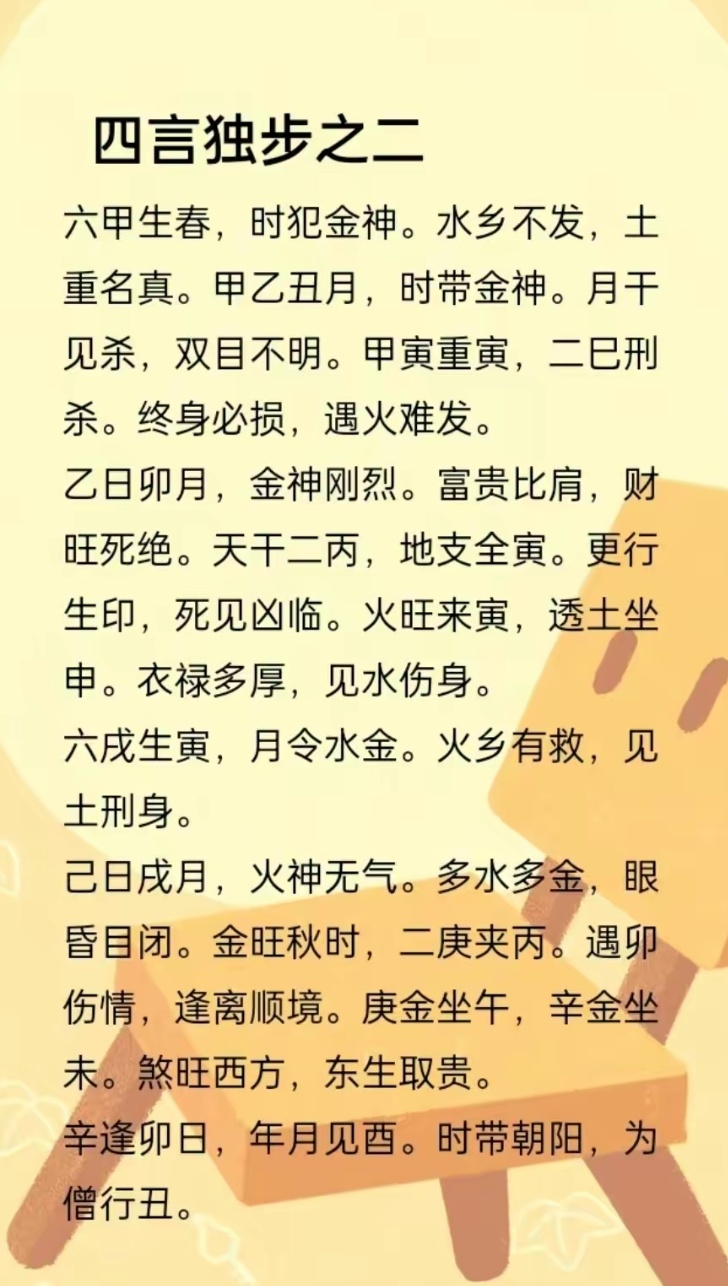 四言独步之二
六甲生春，时犯金神。水乡不发，土
重名真。甲乙丑月，时带金神。月干
见杀，双目不明。甲寅重寅，二巳刑
杀。终身必损，遇火难发。
乙日卯月，金神刚烈。富贵比肩，财
旺死绝。天干二丙，地支全寅。更行
生印，死见凶临。火旺来寅，透土坐
申。衣禄多厚，见水伤身。
六戌生寅，月令水金。火乡有救，见
土刑身。
己日戌月，火神无气。多水多金，眼
昏目闭。金旺秋时，二庚夹丙。遇卯
伤情，逢离顺境。庚金坐午，辛金坐
未。煞旺西方，东生取贵。
辛逢卯日，年月见酉。时带朝阳，为
僧行丑。